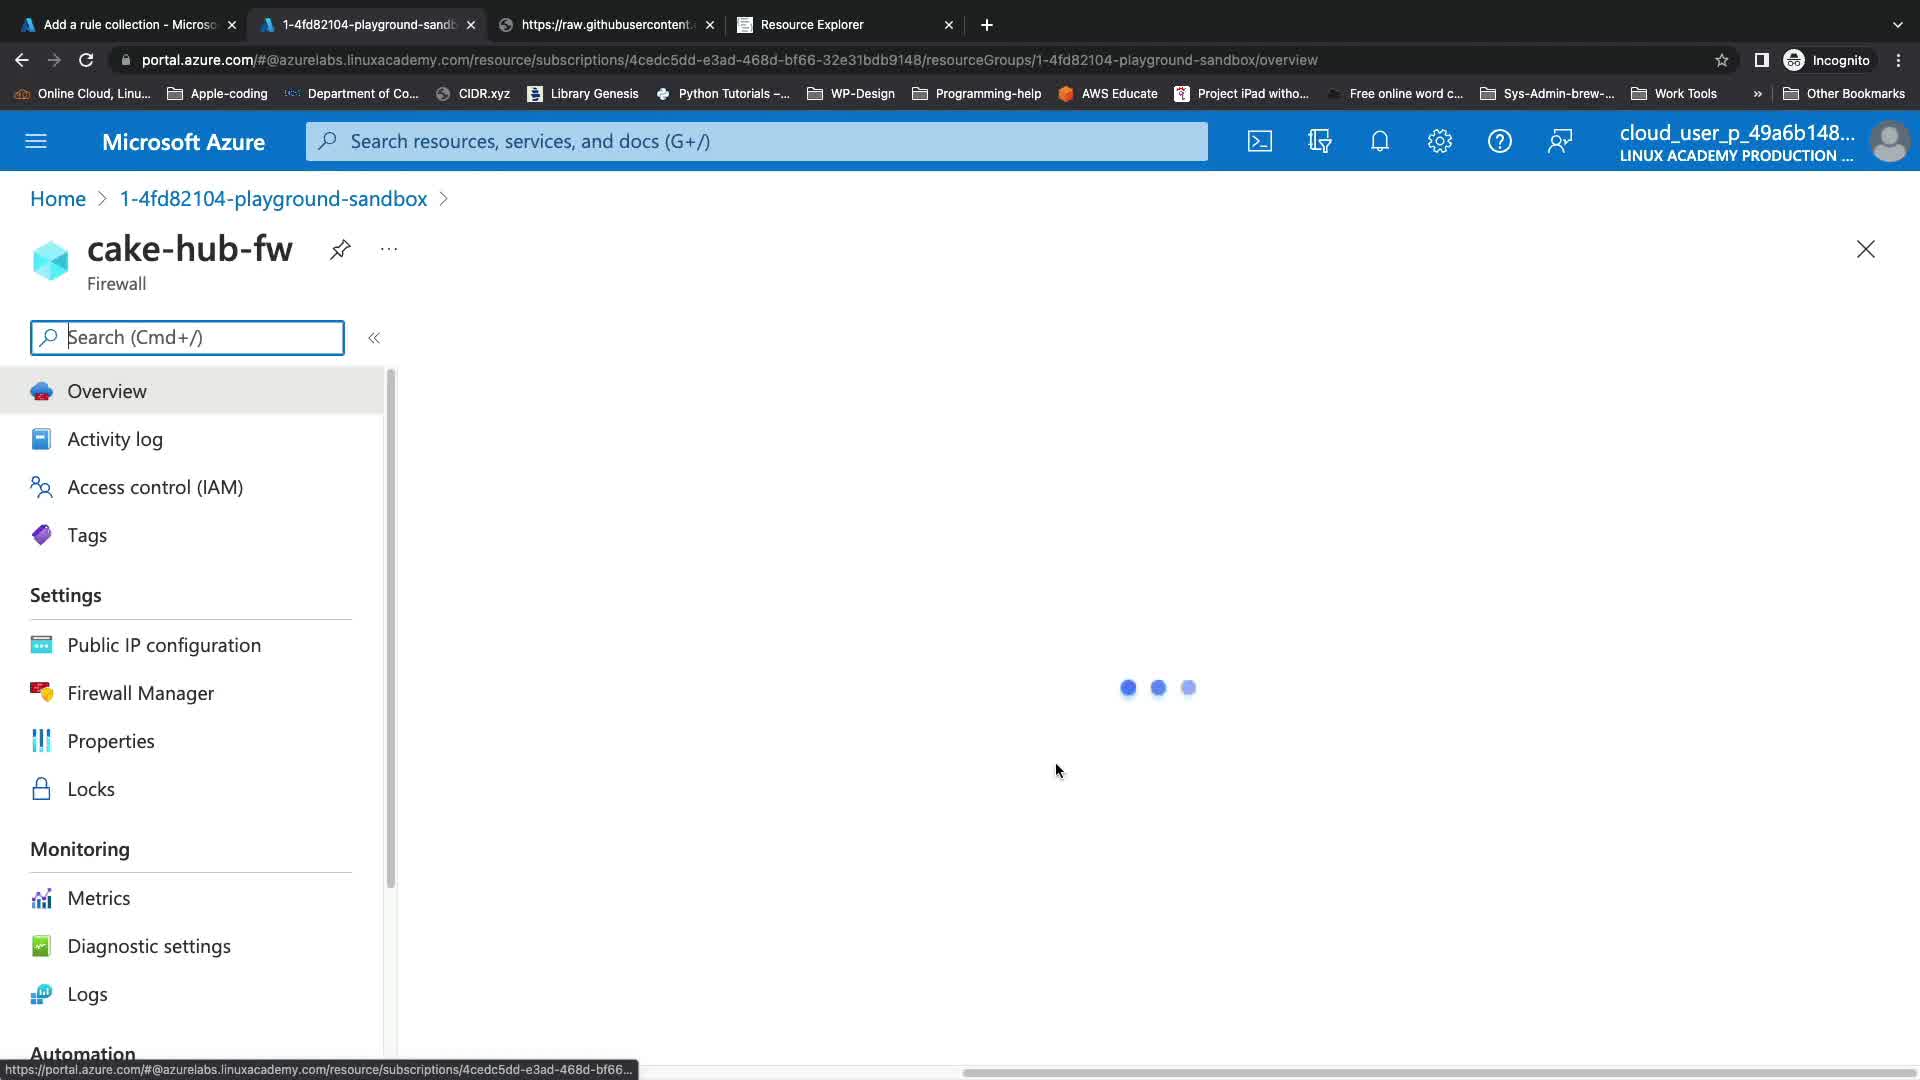 Add a rule collection - Microso
1-4fd82104-playground-sandb
https://raw.githubusercontent.
Resource Explorer
portal.azure.com/#@azurelabs.linuxacademy.com/resource/subscriptions/4cedc5dd-e3ad-468d-bf66-32e31bdb9148/resourceGroups/1-4fd82104-playground-sandbox/overview
Incognito
Online Cloud, Linu...
Apple-coding
Department of Co...
CIDR.xyz
Library Genesis
Python Tutorials –...
WP-Design
Programming-help
AWS Educate
Project iPad witho...
Free online word c...
Sys-Admin-brew-...
Work Tools
»
Other Bookmarks
Microsoft Azure
Search resources, services, and docs (G+/)
cloud_user_p_49a6b148...
LINUX ACADEMY PRODUCTION ...
Home > 1-4fd82104-playground-sandbox >
cake-hub-fw
...
Firewall
Search (Cmd+/)
«
Overview
Activity log
Access control (IAM)
Tags
Settings
Public IP configuration
Firewall Manager
Properties
Locks
Monitoring
Metrics
Diagnostic settings
Logs
Automation
https://portal.azure.com/#@azurelabs.linuxacademy.com/resource/subscriptions/4cedc5dd-e3ad-468d-bf66...